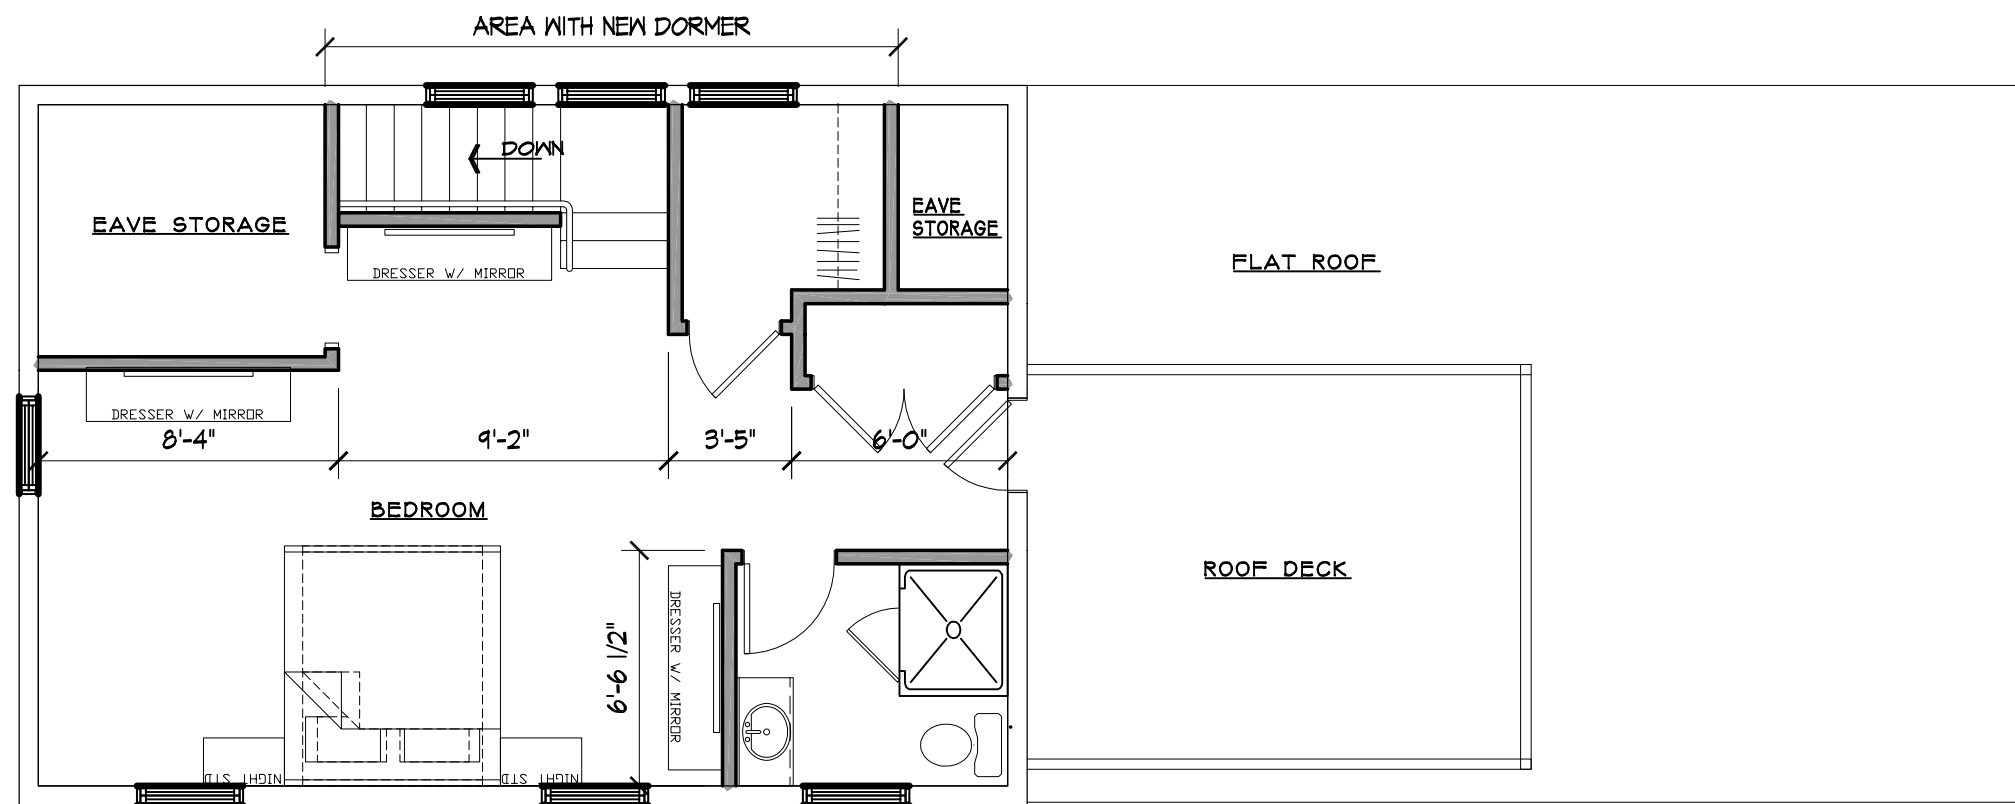 AREA WITH NEW DORMER
DOWN
EAVE STORAGE
EAVE
STORAGE
DRESSER W/ MIRROR
FLAT ROOF
DRESSER W/ MIRROR
8'-4"
9'-2"
3'-5"
6'-0"
BEDROOM
ROOF DECK
6'-6 1/2"
DRESSER W/ MIRROR
NIGHT STD
NIGHT STD